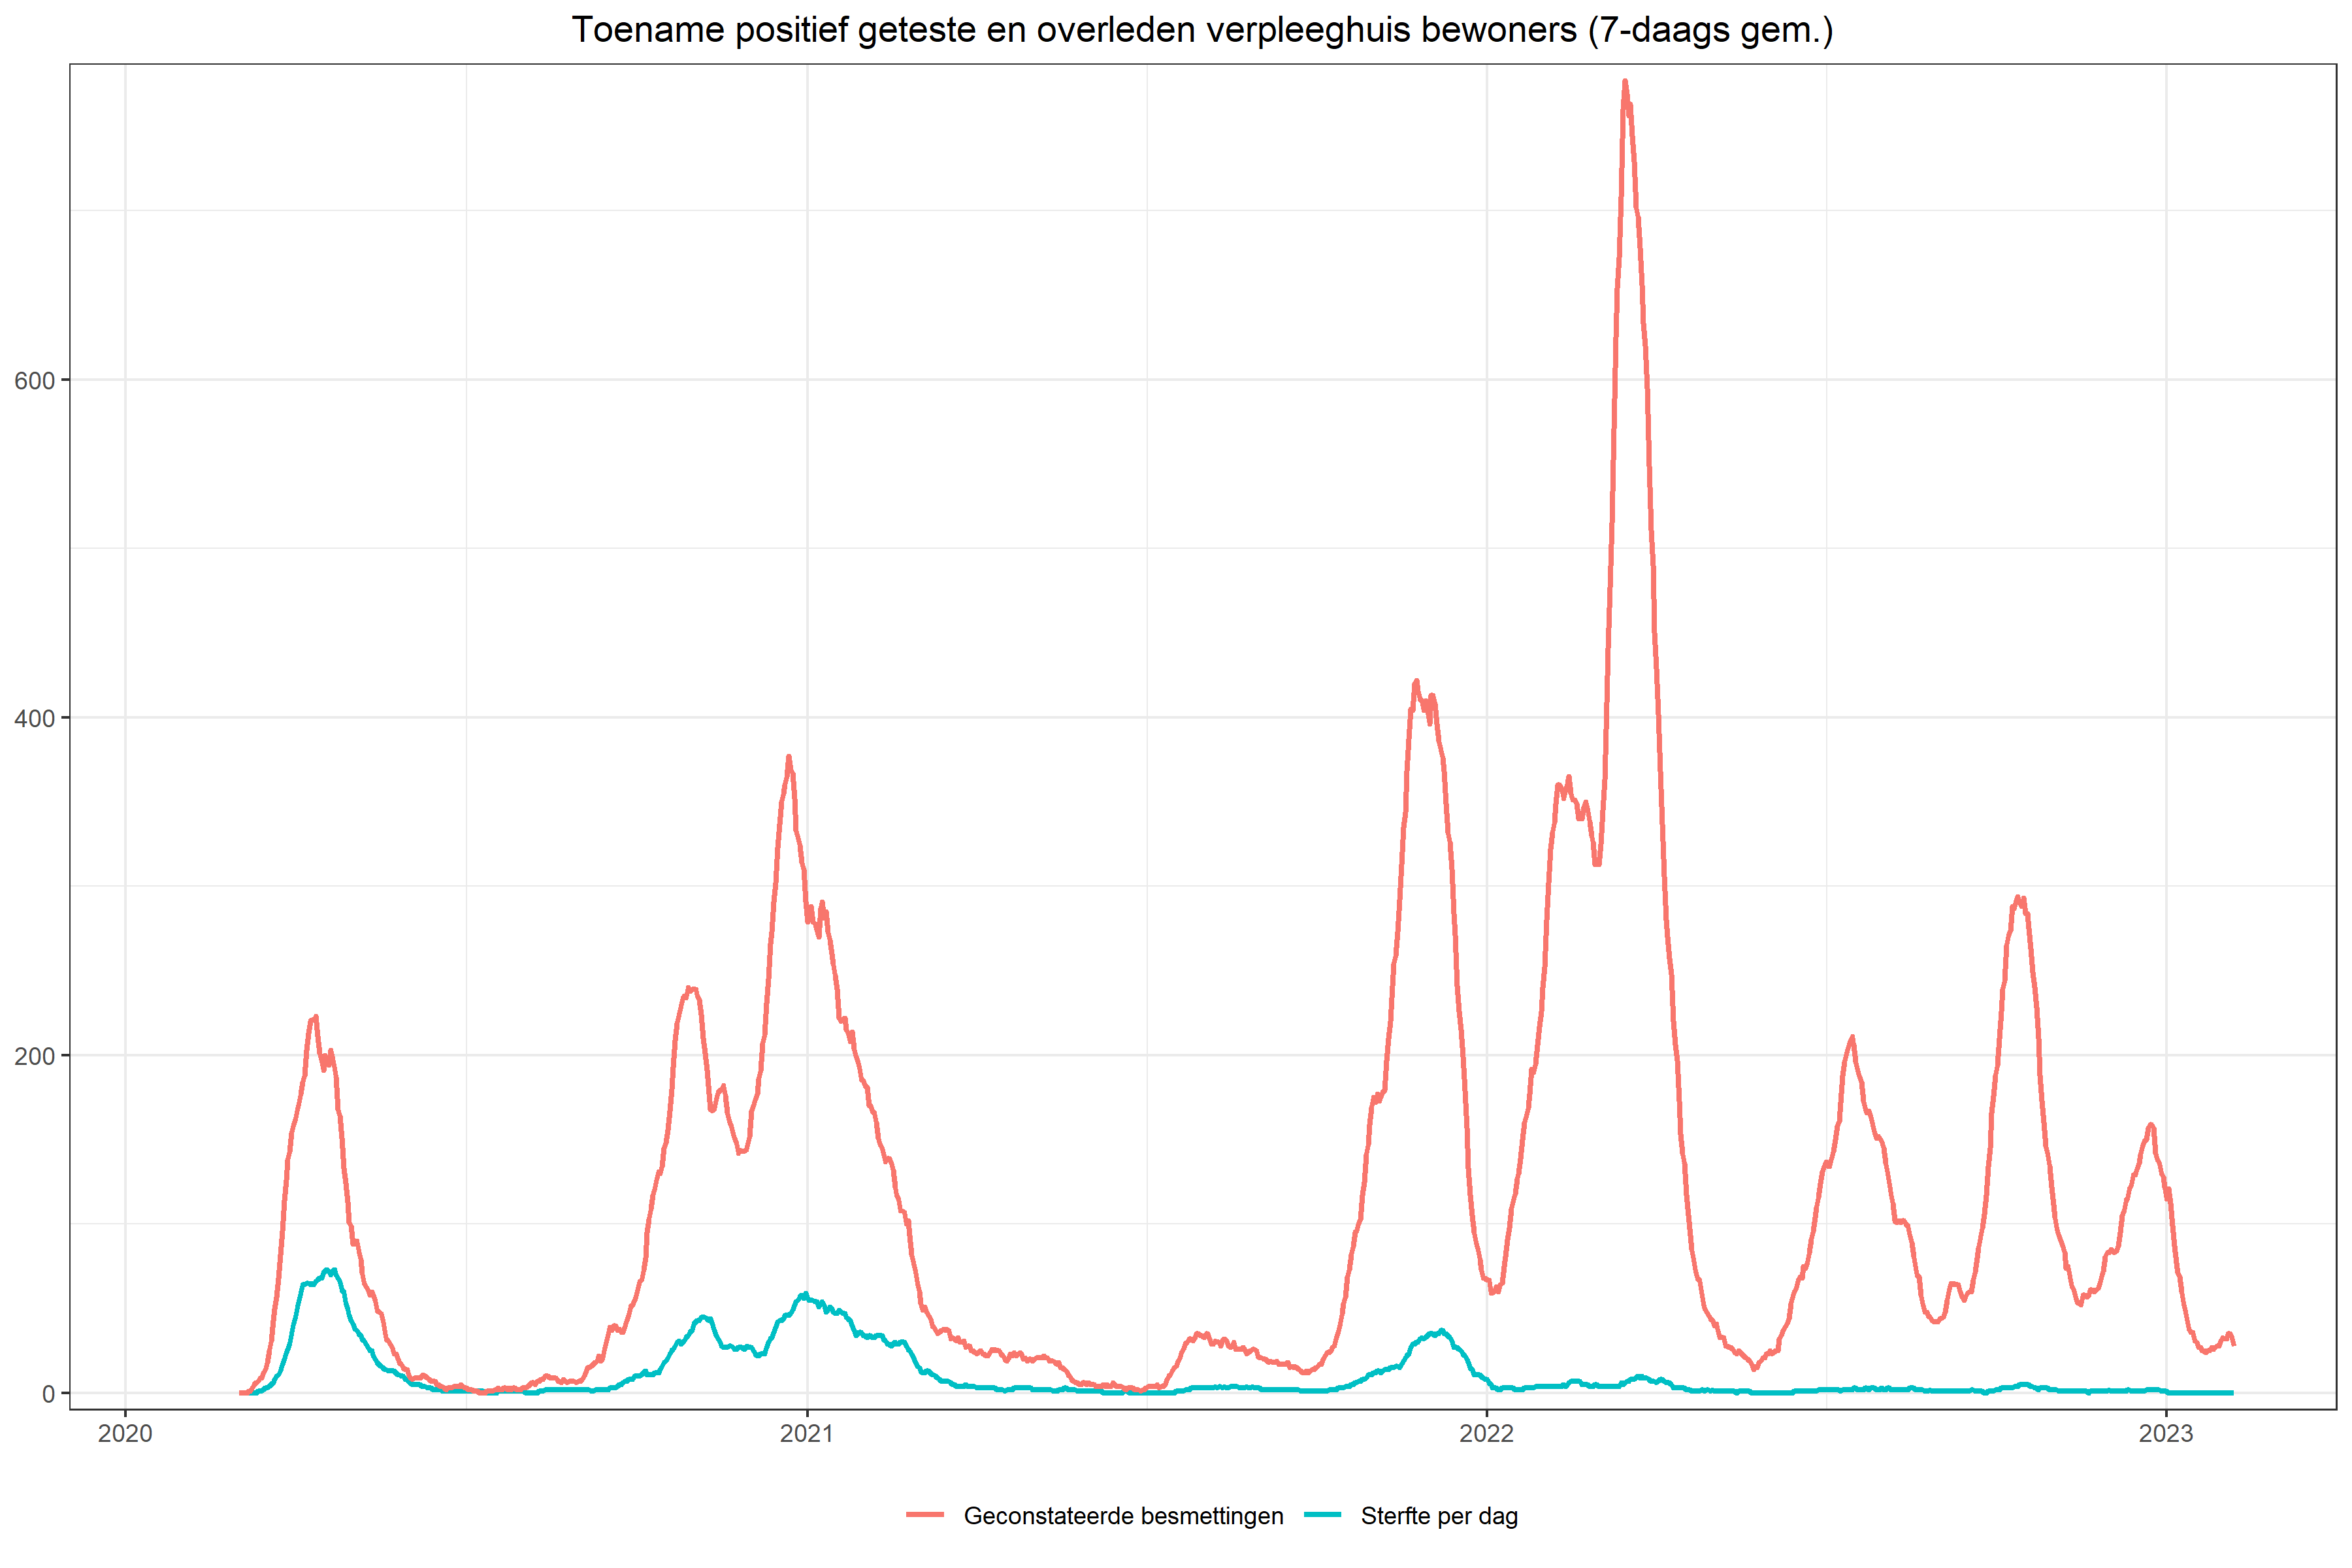 Toename positief geteste en overleden verpleeghuis bewoners (7-daags gem.)
600
400
200
0
2020 2021 2022 2023
Geconstateerde besmettingen Sterfte per dag